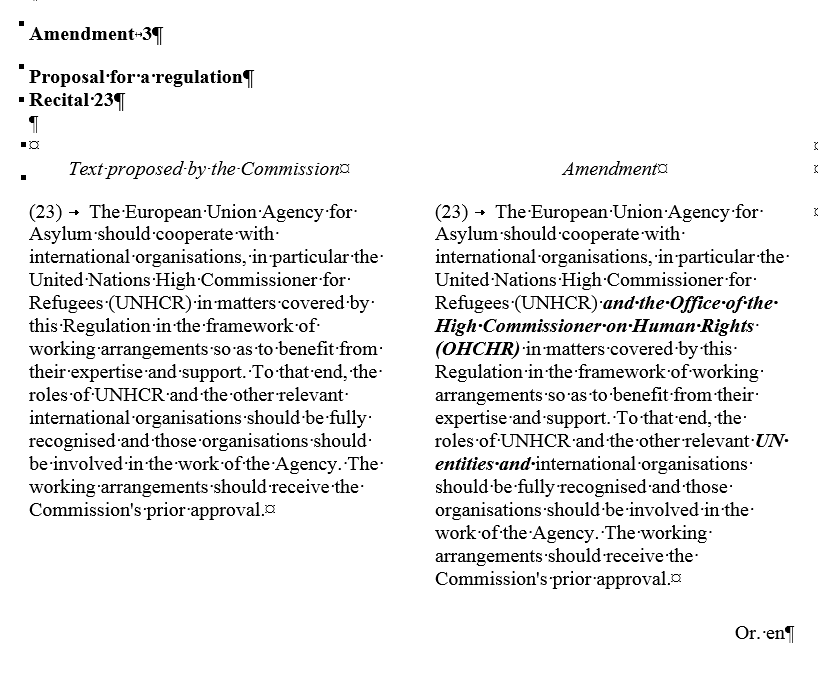 Amendment 3¶
Proposal for a regulation¶
Recital 23¶
¶
¤
Text proposed by the Commission¤
Amendment¤
(23) → The European Union Agency for
Asylum should cooperate with
international organisations, in particular the
United Nations High Commissioner for
Refugees (UNHCR) in matters covered by
this Regulation in the framework of
working arrangements so as to benefit from
their expertise and support. To that end, the
roles of UNHCR and the other relevant
international organisations should be fully
recognised and those organisations should
be involved in the work of the Agency. The
working arrangements should receive the
Commission's prior approval.¤
(23) → The European Union Agency for
Asylum should cooperate with
international organisations, in particular the
United Nations High Commissioner for
Refugees (UNHCR) and the Office of the
High Commissioner on Human Rights
(OHCHR) in matters covered by this
Regulation in the framework of working
arrangements so as to benefit from their
expertise and support. To that end, the
roles of UNHCR and the other relevant UN
entities and international organisations
should be fully recognised and those
organisations should be involved in the
work of the Agency. The working
arrangements should receive the
Commission's prior approval.¤
Or. en¶